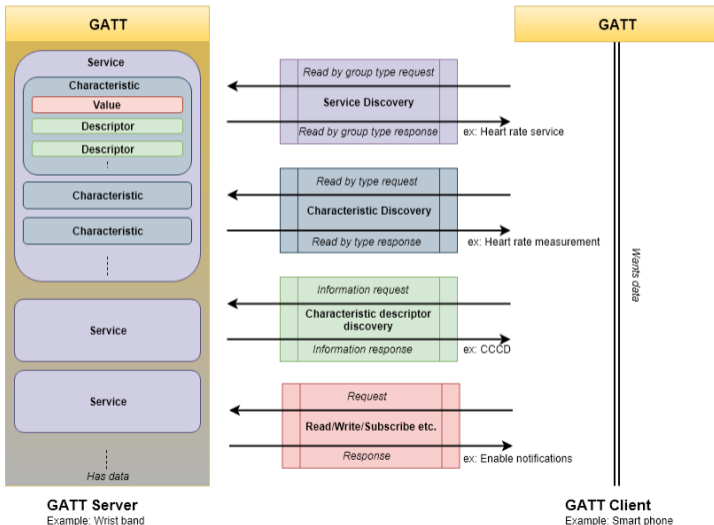 GATT
GATT
Service
Characteristic
Value
Descriptor
Descriptor
Characteristic
Characteristic
Service
Service
Has data
Read by group type request
Service Discovery
Read by group type response
ex: Heart rate service
Read by type request
Characteristic Discovery
Read by type response
ex: Heart rate measurement
Information request
Characteristic descriptor
discovery
Information response
ex: CCCD
Request
Read/Write/Subscribe etc.
Response
ex: Enable notifications
Wants data
GATT Server
Example: Wrist band
GATT Client
Example: Smart phone